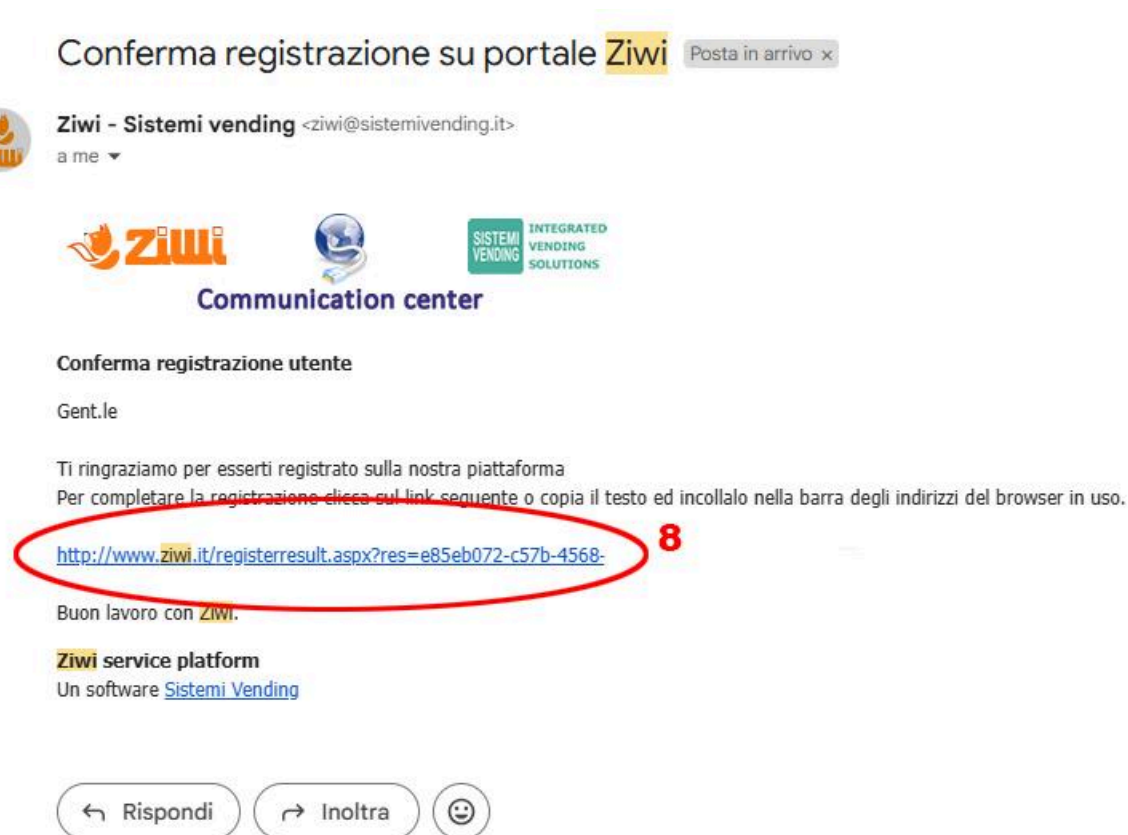 Conferma registrazione su portale Ziwi Posta in arrivo x
Ziwi - Sistemi vending <ziwi@sistemivending.it>
a me
ziwi
SISTEMI VENDING
INTEGRATED
VENDING
SOLUTIONS
Communication center
Conferma registrazione utente
Gent.le
Ti ringraziamo per esserti registrato sulla nostra piattaforma
Per completare la registrazione clicca sul link seguente o copia il testo ed incollalo nella barra degli indirizzi del browser in uso.
http://www.ziwi.it/registerresult.aspx?res=e85eb072-c57b-4568-
8
Buon lavoro con Ziwi.
Ziwi service platform
Un software Sistemi Vending
Rispondi
Inoltra